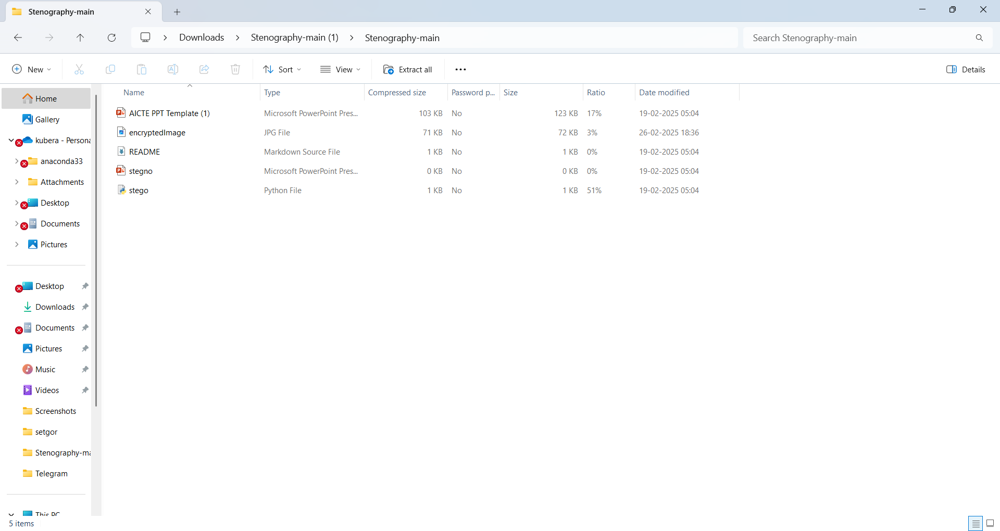 Stenography-main
Downloads
Stenography-main (1)
Stenography-main
Search Stenography-main
New
Sort
View
Extract all
Details
Name Type Compressed size Password p... Size Ratio Date modified
AICTE PPT Template (1) Microsoft PowerPoint Pres... 103 KB No 123 KB 17% 19-02-2025 05:04
encryptedImage JPG File 71 KB No 72 KB 3% 26-02-2025 18:36
README Markdown Source File 1 KB No 1 KB 0% 19-02-2025 05:04
stegno Microsoft PowerPoint Pres... 0 KB No 0 KB 0% 19-02-2025 05:04
stego Python File 1 KB No 1 KB 51% 19-02-2025 05:04
Home
Gallery
kubera - Persona
anaconda33
Attachments
Desktop
Documents
Pictures
Desktop
Downloads
Documents
Pictures
Music
Videos
Screenshots
setgor
Stenography-ma
Telegram
This PC
5 items